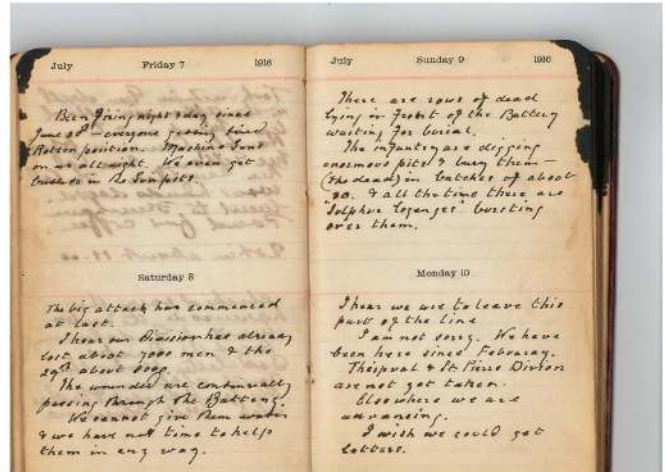 July Friday 7 1916
Been firing night & day since
June 28 – everyone getting tired
Rotten position. Machine Guns
on us all night. We even get
bullets in the Gun pits.
Saturday 8
The big attack has commenced
at last.
I hear our Division has already
lost about 7000 men & the
29th about
The wounded are continually
passing through the Battery.
We cannot give them water
& we have not time to help
them in any way.
July Sunday 9 1916
There are rows of dead
lying in front of the Battery
waiting for burial.
The infantry are digging
enormous pits & bury them –
(the dead) in batches of about
30. & all the time there are
"Sulphur Lozenges" bursting
over them.
Monday 10
I hear we are to leave this
part of the line
I am not sorry. We have
been here since February.
Thiepval & St Pierre Divion
are not yet taken.
Elsewhere we are
advancing.
I wish we could get
letters.